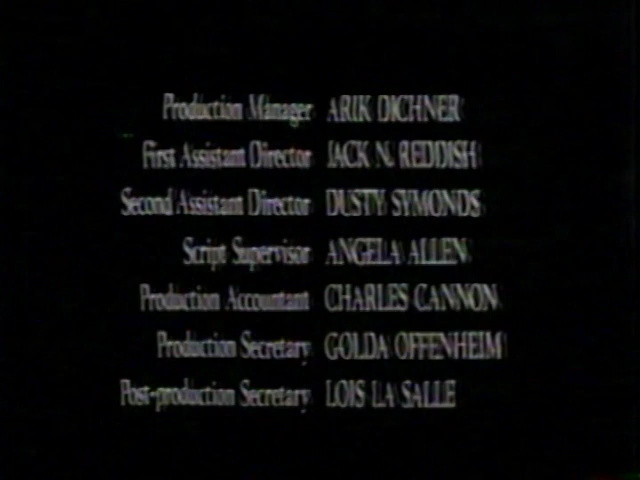 Production Manager ARIK DICHNER
First Assistant Director JACK N. REDDISH
Second Assistant Director DUSTY SYMONDS
Script Supervisor ANGELA ALLEN
Production Accountant CHARLES CANNON
Production Secretary GOLDA OFFENHEIM
Post-production Secretary LOIS LA SALLE